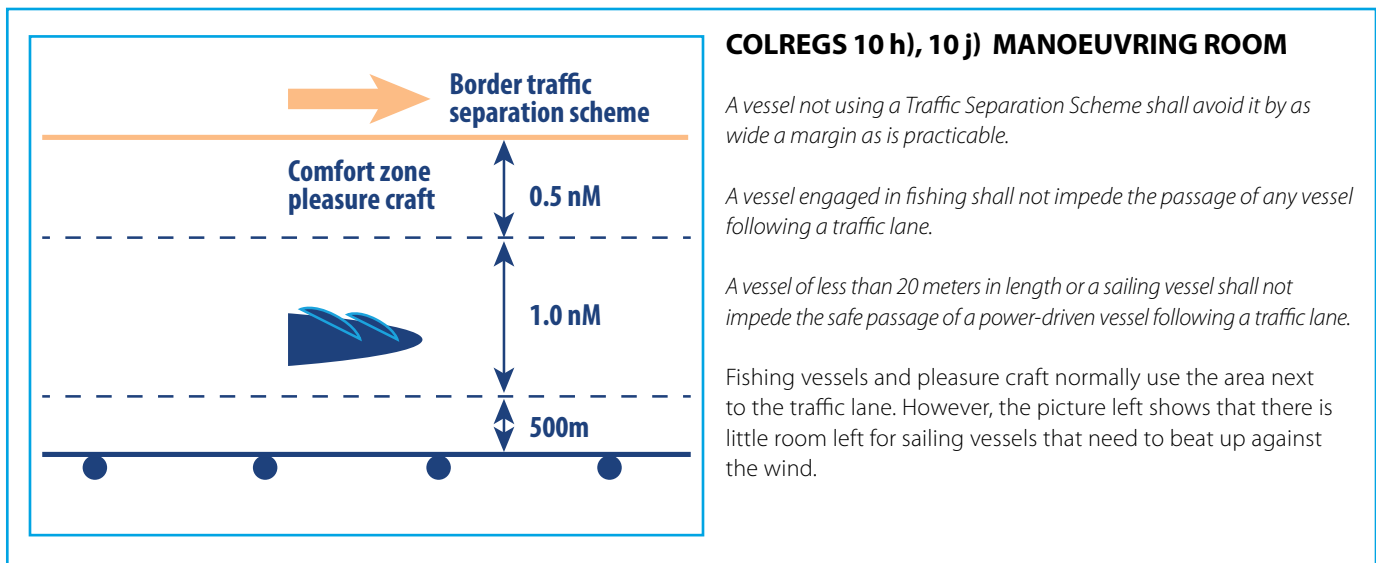 Border traffic
separation scheme
Comfort zone
pleasure craft
0.5 nM
1.0 nM
500m
COLREGS 10 h), 10 j) MANOEUVRING ROOM
A vessel not using a Traffic Separation Scheme shall avoid it by as
wide a margin as is practicable.
A vessel engaged in fishing shall not impede the passage of any vessel
following a traffic lane.
A vessel of less than 20 meters in length or a sailing vessel shall not
impede the safe passage of a power-driven vessel following a traffic lane.
Fishing vessels and pleasure craft normally use the area next
to the traffic lane. However, the picture left shows that there is
little room left for sailing vessels that need to beat up against
the wind.